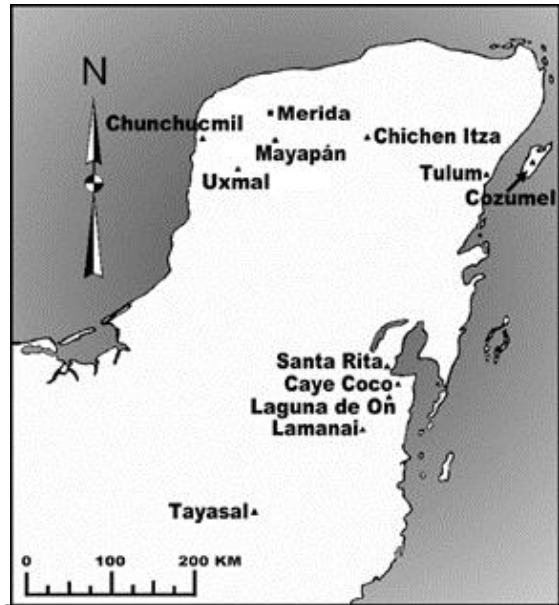 N
Merida
Chunchucmil
Chichen Itza
Mayapán
Uxmal
Tulum
Cozumel
Santa Rita
Caye Coco
Laguna de On
Lamanai
Tayasal
0 100 200 KM